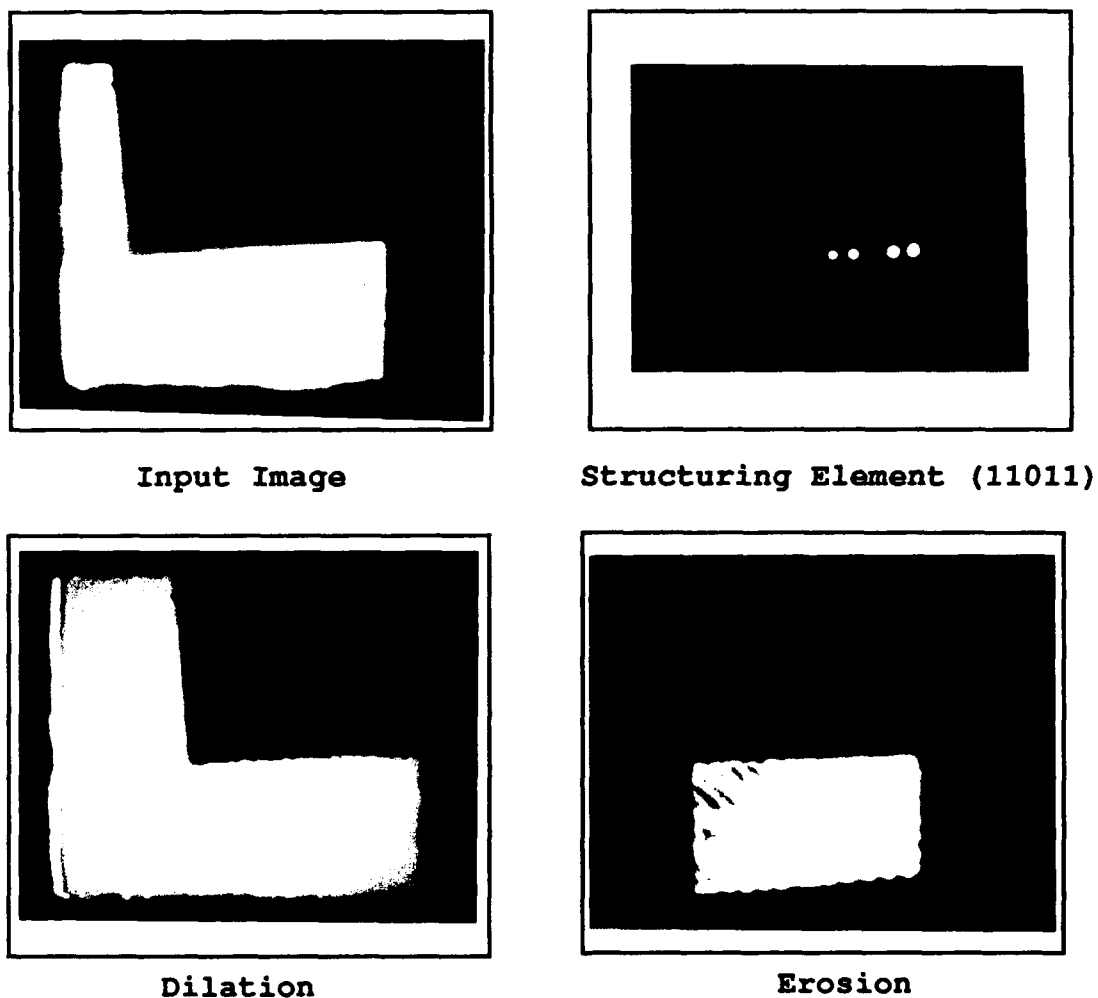 Input Image
Structuring Element (11011)
Dilation
Erosion